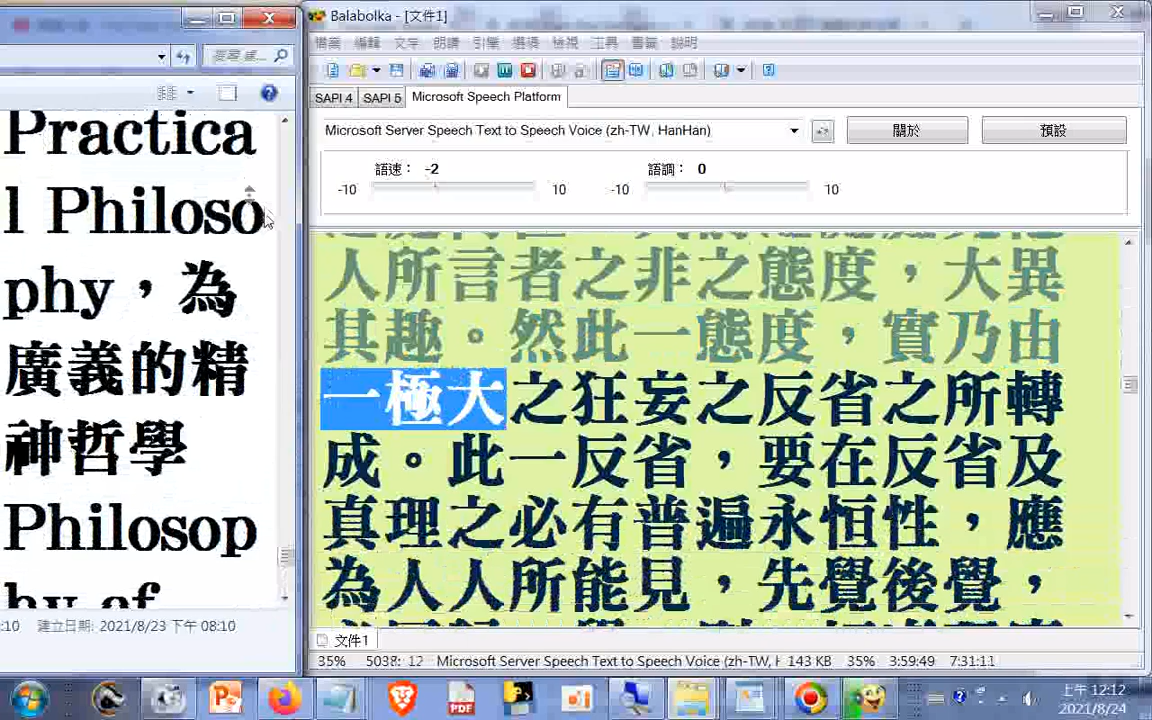 Practica
l Philoso
phy，為
廣義的精
神哲學
Philosop
hy of
:10 建立日期: 2021/8/23 下午 08:10
Balabolka - [文件1]
檔案 編輯 文字 朗讀 引擎 選項 檢視 工具 書籤 說明
SAPI 4 SAPI 5 Microsoft Speech Platform
Microsoft Server Speech Text to Speech Voice (zh-TW, HanHan) 關於 預設
語速： -2 語調： 0
-10 10 -10 10
人所言者之非之態度，大異
其趣。然此一態度，實乃由
一極大之狂妄之反省之所轉
成。此一反省，要在反省及
真理之必有普遍永恒性，應
為人人所能見，先覺後覺，
文件1
35% 5038: 12 Microsoft Server Speech Text to Speech Voice (zh-TW, H 143 KB 35% 3:59:49 7:31:11
上午 12:12
2021/8/24